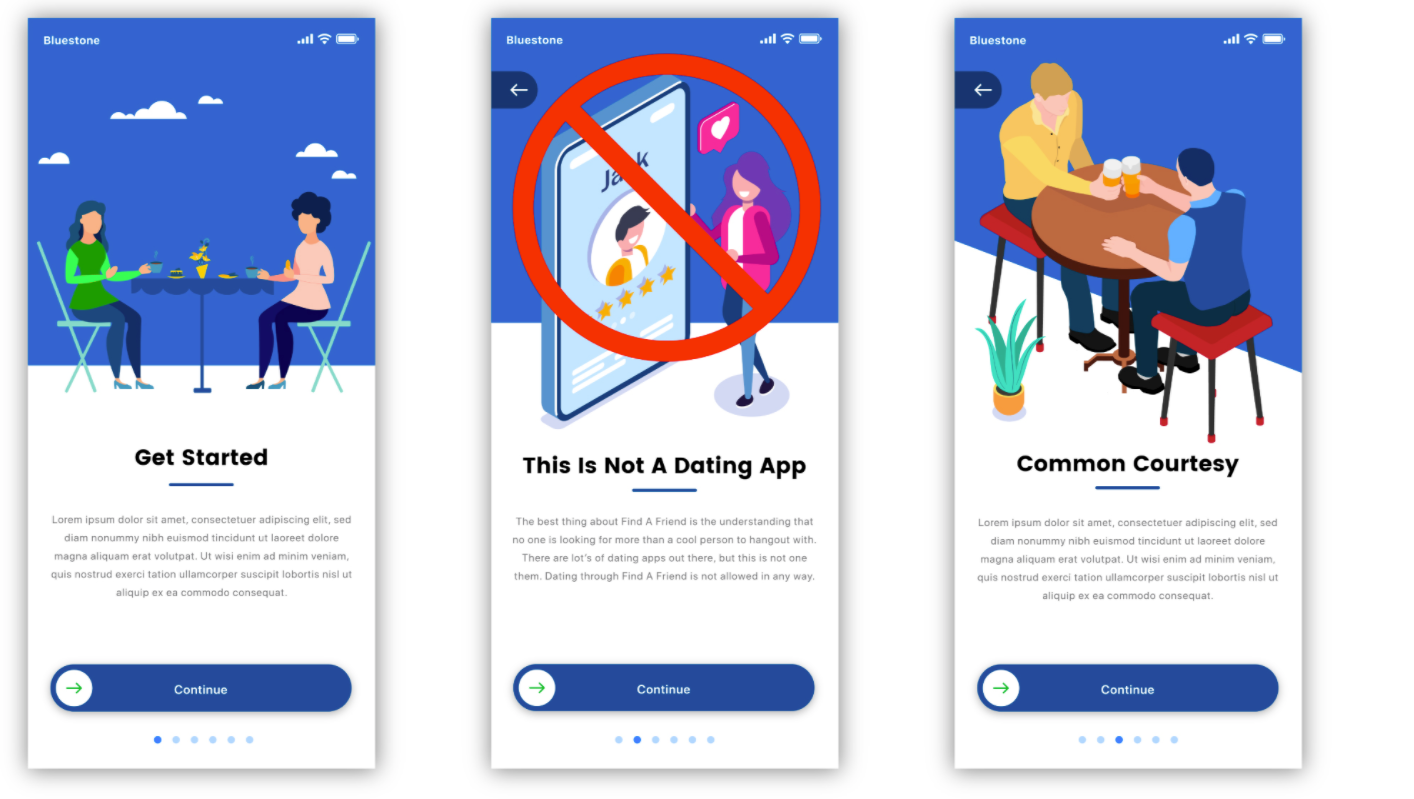 Bluestone
Get Started
Lorem ipsum dolor sit amet, consectetuer adipiscing elit, sed
diam nonummy nibh euismod tincidunt ut laoreet dolore
magna aliquam erat volutpat. Ut wisi enim ad minim veniam,
quis nostrud exerci tation ullamcorper suscipit lobortis nisl ut
aliquip ex ea commodo consequat.
Continue
Bluestone
This Is Not A Dating App
The best thing about Find A Friend is the understanding that
no one is looking for more than a cool person to hangout with.
There are lot's of dating apps out there, but this is not one
them. Dating through Find A Friend is not allowed in any way.
Continue
Bluestone
Common Courtesy
Lorem ipsum dolor sit amet, consectetuer adipiscing elit, sed
diam nonummy nibh euismod tincidunt ut laoreet dolore
magna aliquam erat volutpat. Ut wisi enim ad minim veniam,
quis nostrud exerci tation ullamcorper suscipit lobortis nisl ut
aliquip ex ea commodo consequat.
Continue